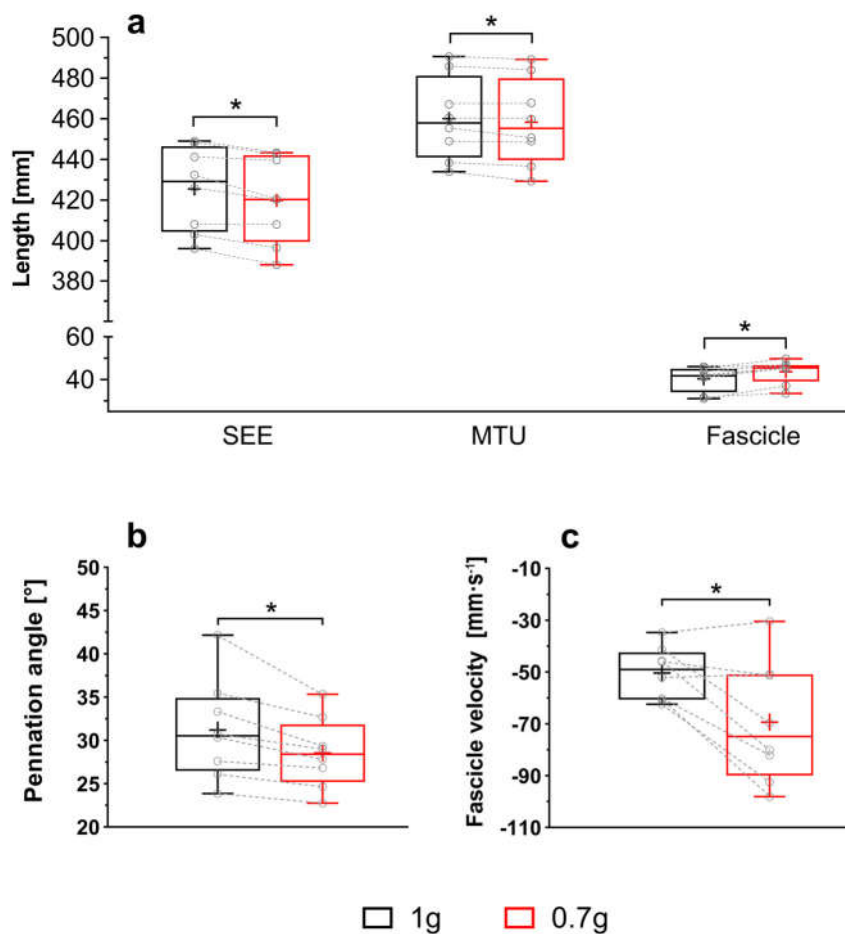 a
500
480
460
440
420
400
380
60
40
Length [mm]
*
*
*
SEE
MTU
Fascicle
b
50
45
40
35
30
25
20
Pennation angle [°]
*
c
-10
-30
-50
-70
-90
-110
Fascicle velocity [mm·s⁻¹]
*
1g
0.7g